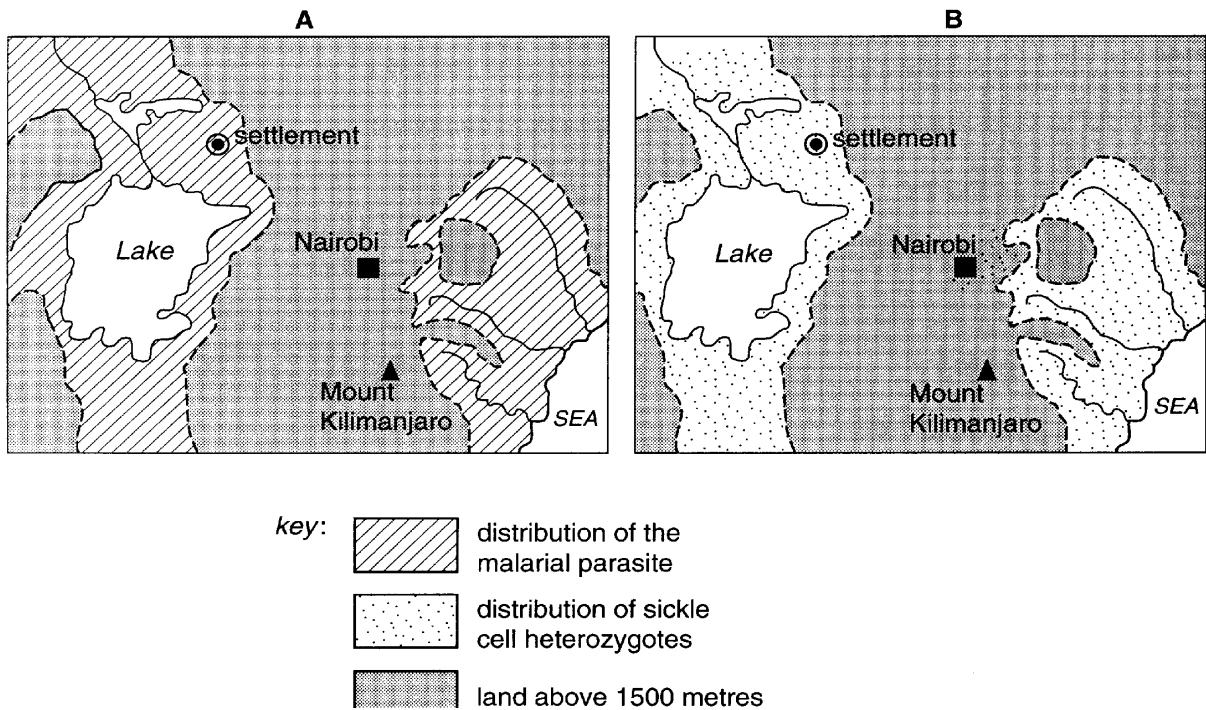 A
settlement
Lake
Nairobi
Mount
Kilimanjaro
SEA
B
settlement
Lake
Nairobi
Mount
Kilimanjaro
SEA
key:
distribution of the
malarial parasite
distribution of sickle
cell heterozygotes
land above 1500 metres